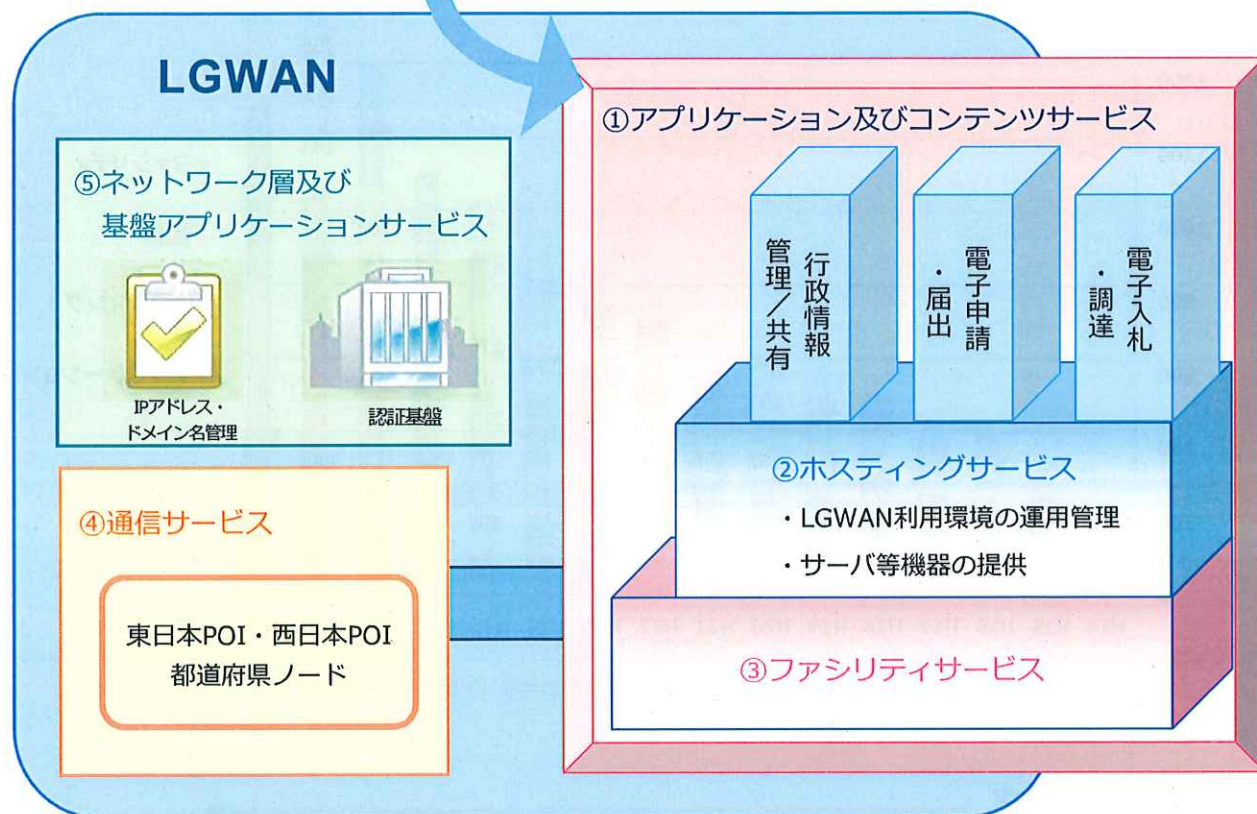 LGWAN
⑤ネットワーク層及び
基盤アプリケーションサービス
IPアドレス・
ドメイン名管理
認証基盤
④通信サービス
東日本POI・西日本POI
都道府県ノード
①アプリケーション及びコンテンツサービス
行政情報
管理／共有
電子申請
・届出
電子入札
・調達
②ホスティングサービス
・LGWAN利用環境の運用管理
・サーバ等機器の提供
③ファシリティサービス